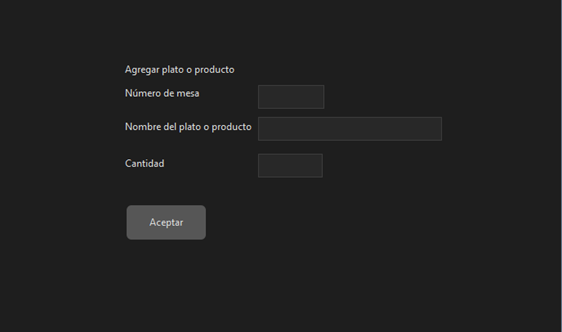 Agregar plato o producto
Número de mesa
Nombre del plato o producto
Cantidad
Aceptar